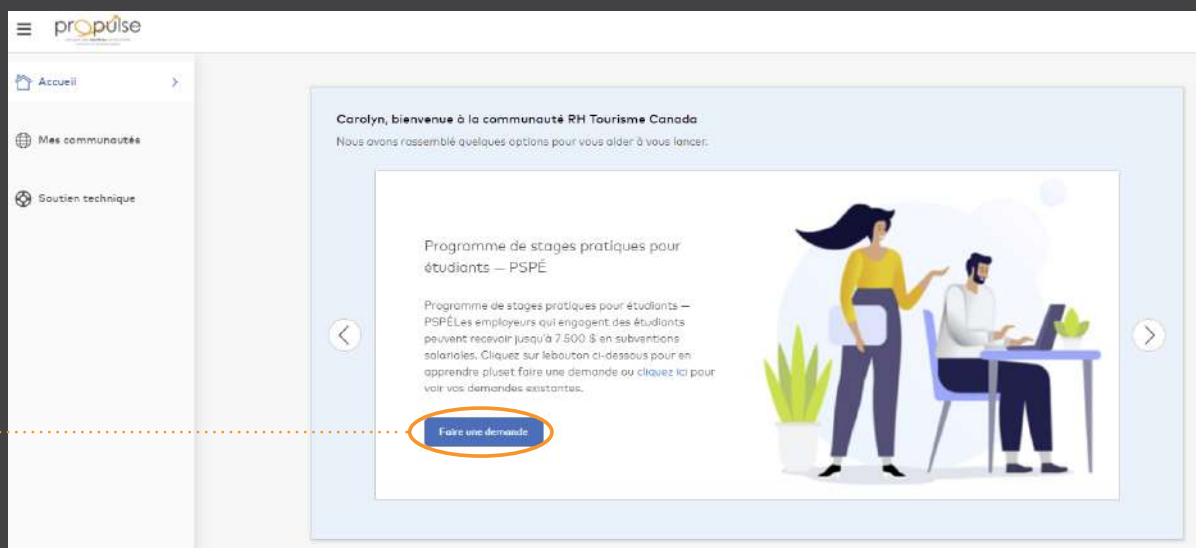 propulse
Accueil
Mes communautés
Soutien technique
Carolyn, bienvenue à la communauté RH Tourisme Canada
Nous avons rassemblé quelques options pour vous aider à vous lancer.
Programme de stages pratiques pour
étudiants — PSPÉ
Programme de stages pratiques pour étudiants —
PSPÉLes employeurs qui engagent des étudiants
peuvent recevoir jusqu'à 7 500 $ en subventions
salariales. Cliquez sur lebouton ci-dessous pour en
apprendre pluset faire une demande ou cliquez ici pour
voir vos demandes existantes.
Faire une demande